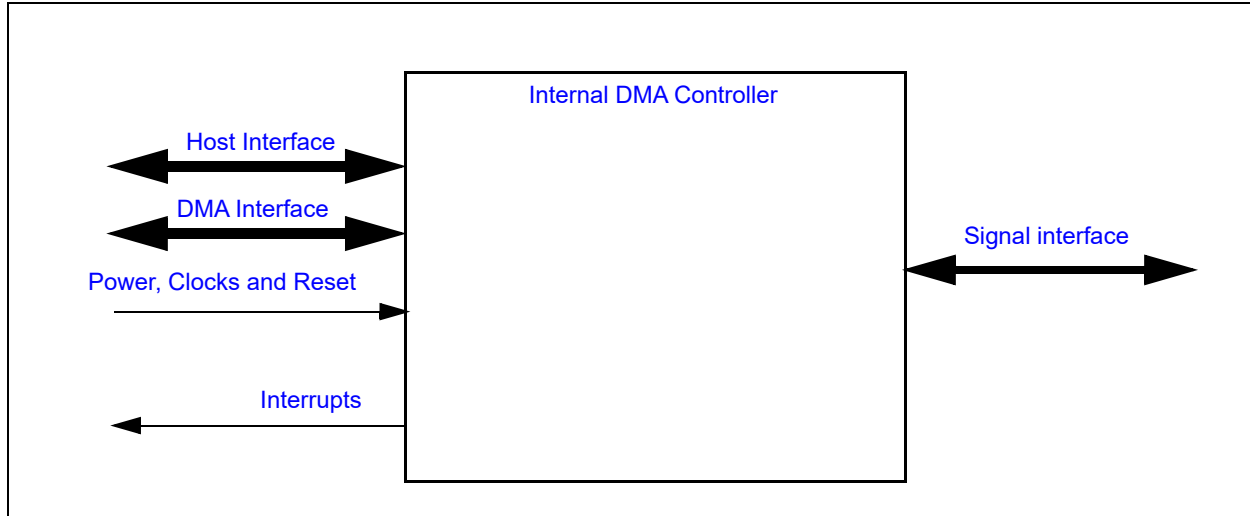 Internal DMA Controller
Host Interface
DMA Interface
Signal interface
Power, Clocks and Reset
Interrupts